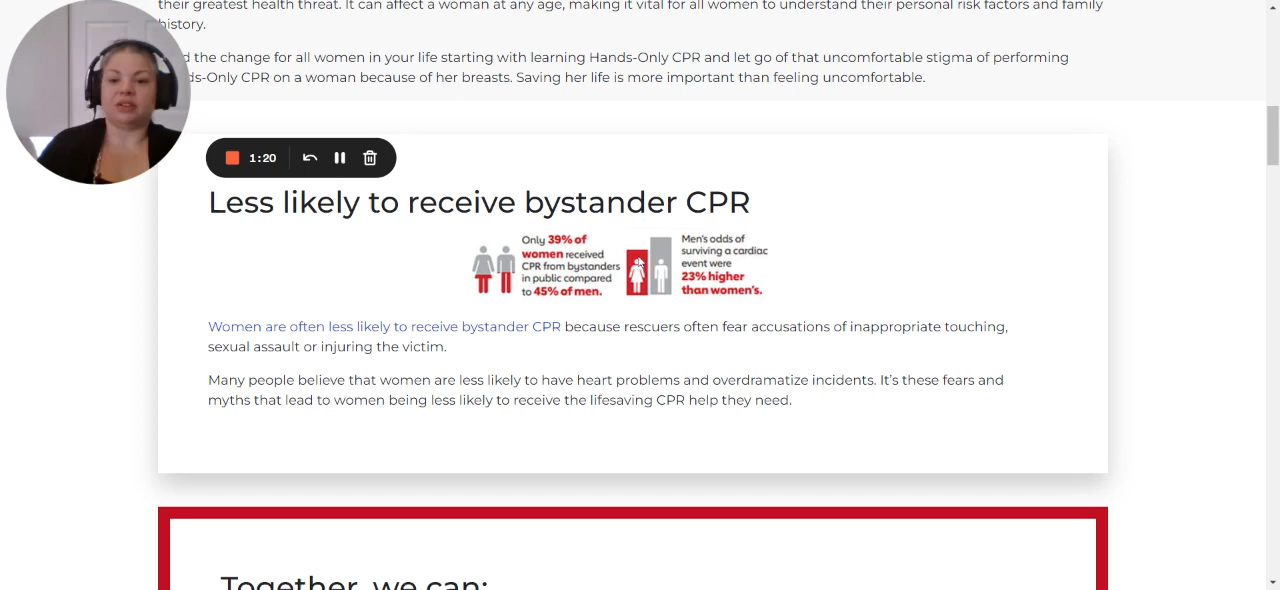 their greatest health threat. It can affect a woman at any age, making it vital for all women to understand their personal risk factors and family
history.
the change for all women in your life starting with learning Hands-Only CPR and let go of that uncomfortable stigma of performing
ds-Only CPR on a woman because of her breasts. Saving her life is more important than feeling uncomfortable.
1:20
Less likely to receive bystander CPR
Only 39% of
women received
CPR from bystanders
in public compared
to 45% of men.
Men's odds of
surviving a cardiac
event were
23% higher
than women's.
Women are often less likely to receive bystander CPR because rescuers often fear accusations of inappropriate touching,
sexual assault or injuring the victim.
Many people believe that women are less likely to have heart problems and overdramatize incidents. It's these fears and
myths that lead to women being less likely to receive the lifesaving CPR help they need.
Together, we can: